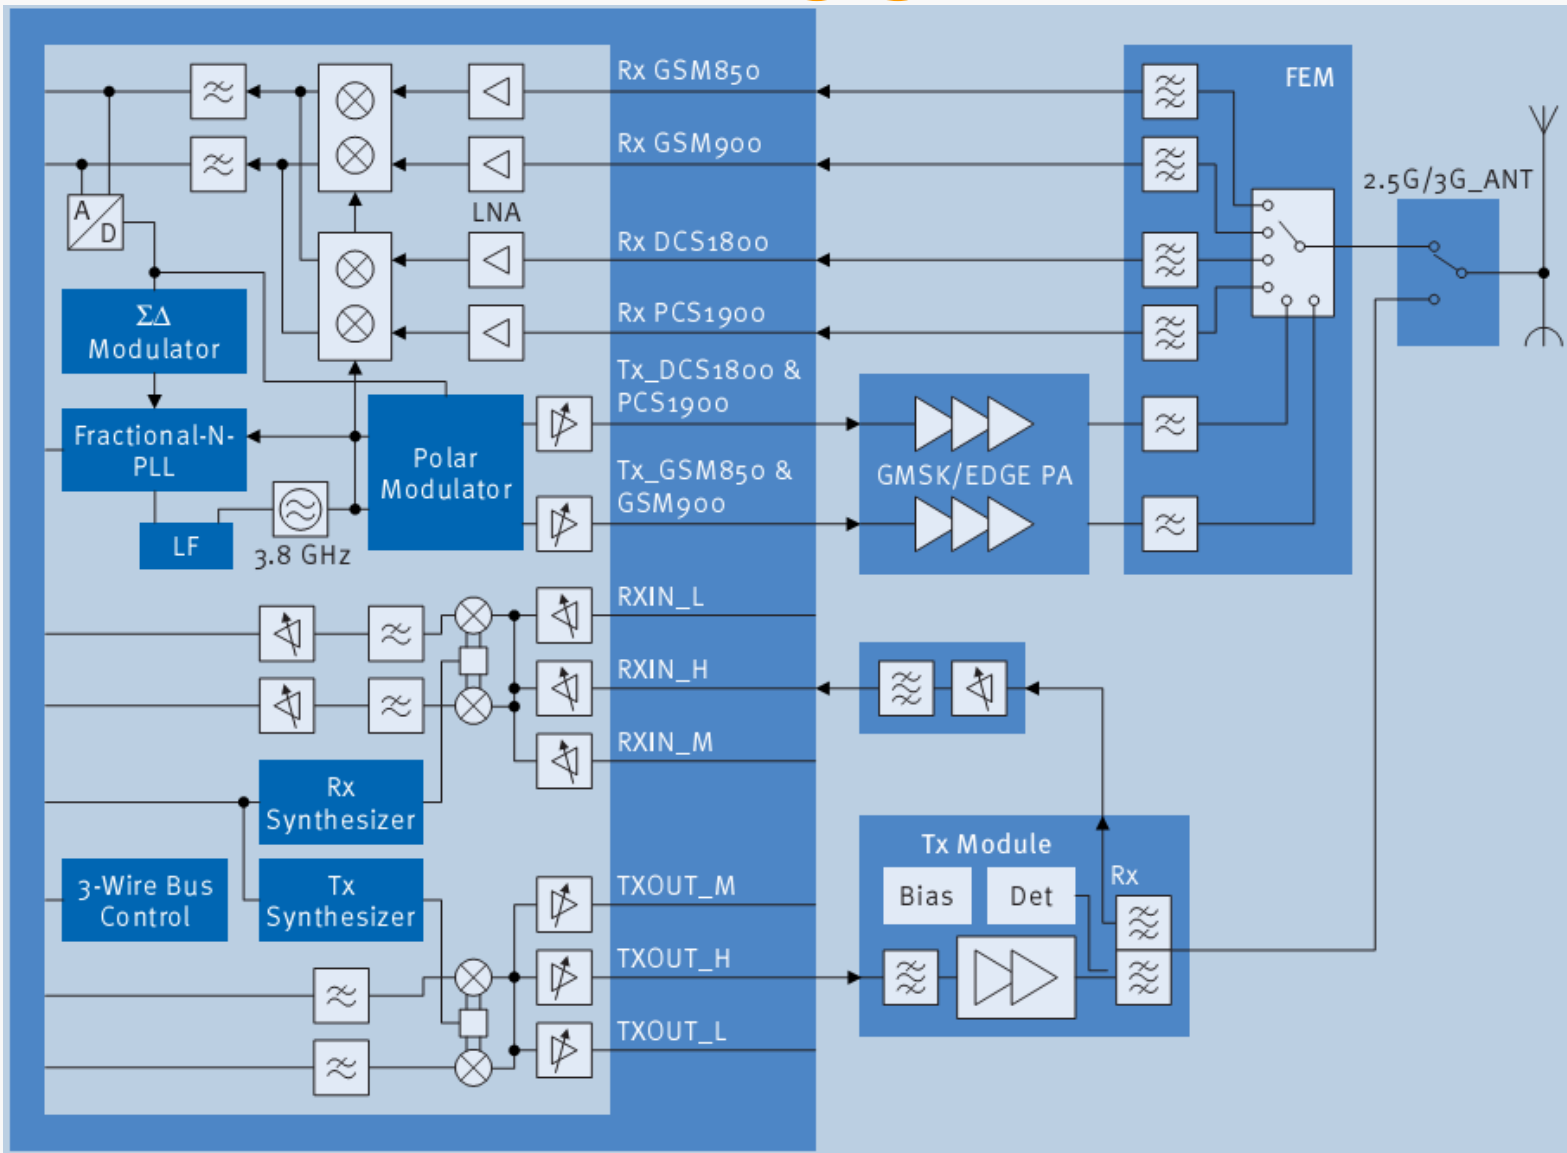 Rx GSM850
FEM
Rx GSM900
2.5G/3G_ANT
A
D
LNA
Rx DCS1800
ΣΔ
Modulator
Rx PCS1900
Tx_DCS1800 &
PCS1900
Fractional-N-
PLL
Polar
Modulator
Tx_GSM850 &
GSM900
GMSK/EDGE PA
LF
3.8 GHz
RXIN_L
RXIN_H
RXIN_M
Rx
Synthesizer
3-Wire Bus
Control
Tx
Synthesizer
TXOUT_M
TXOUT_H
TXOUT_L
Tx Module
Bias
Det
Rx